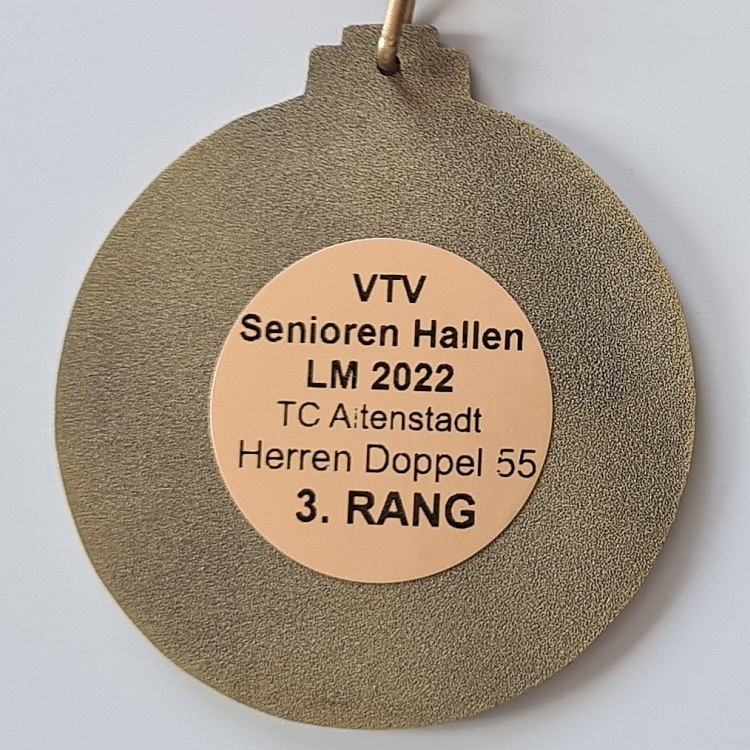 VTV
Senioren Hallen
LM 2022
TC Altenstadt
Herren Doppel 55
3. RANG